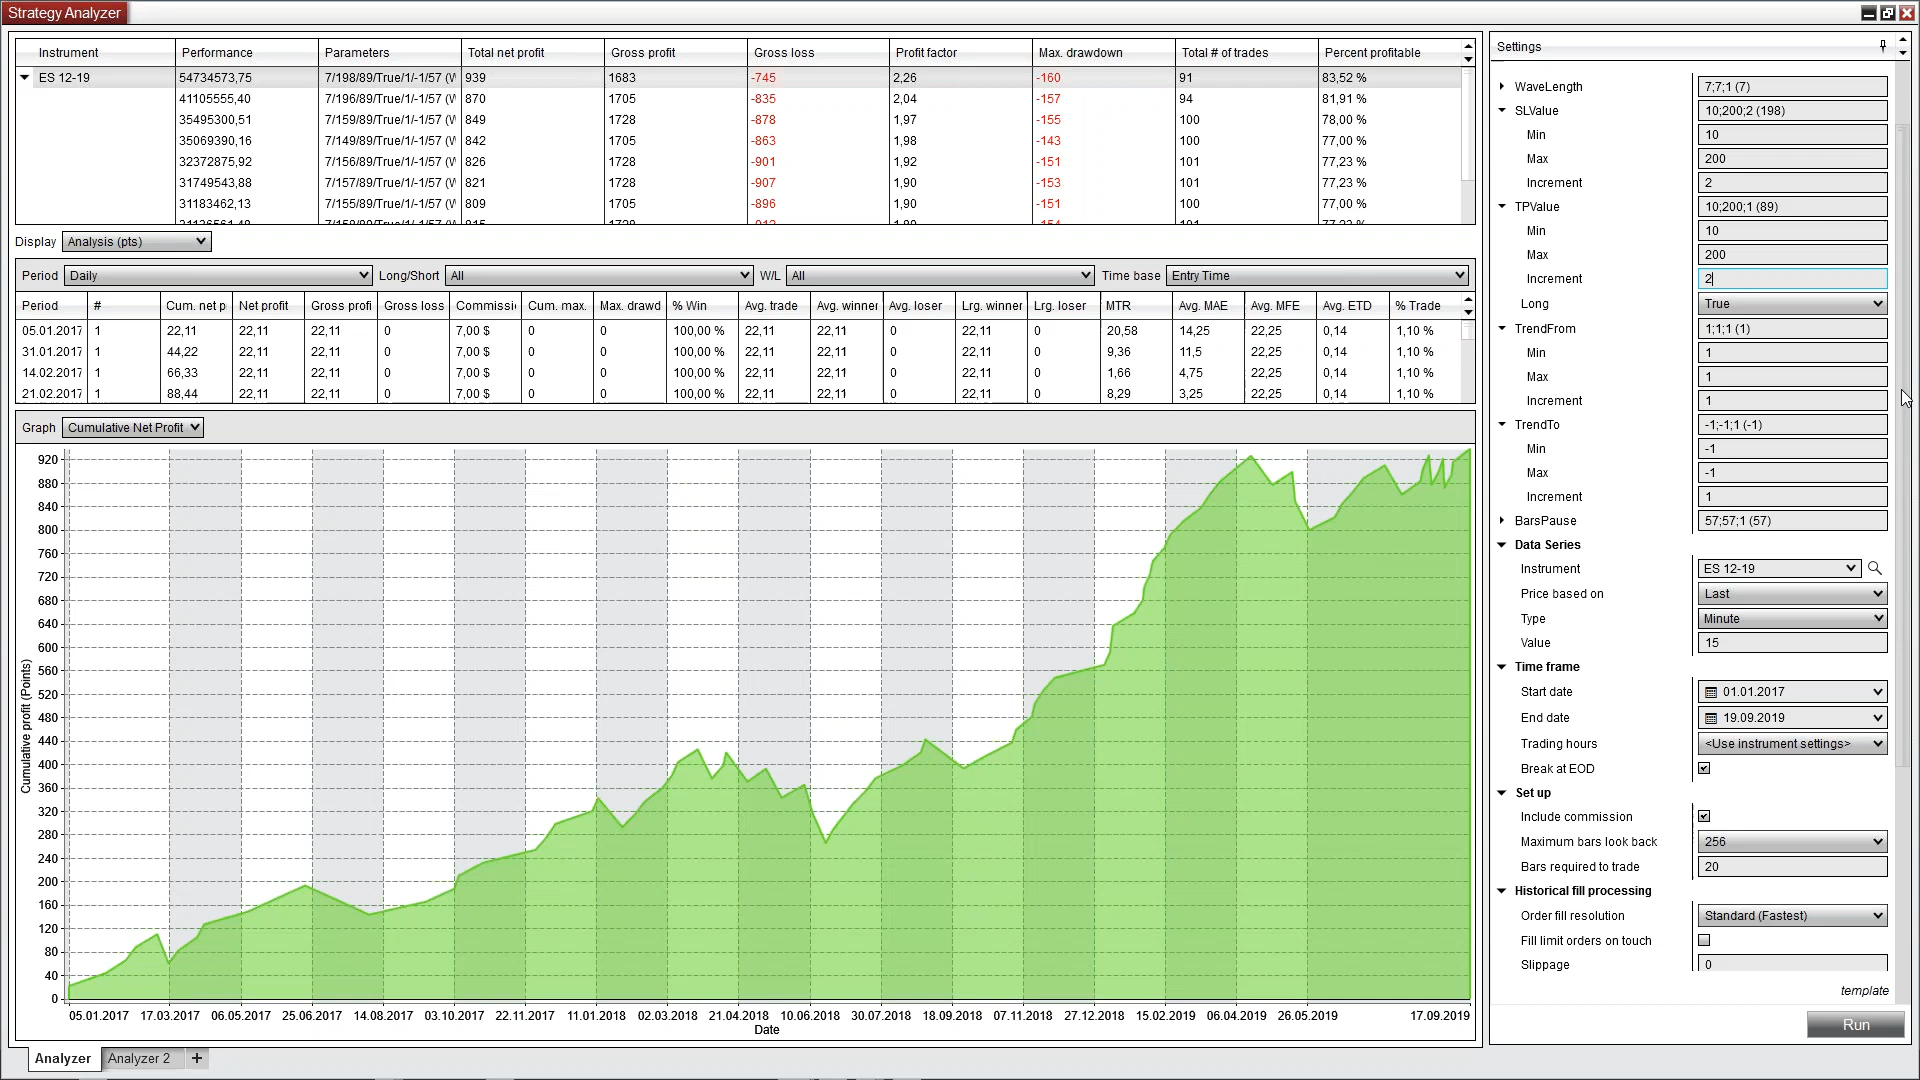 Strategy Analyzer
Instrument Performance Parameters Total net profit Gross profit Gross loss Profit factor Max. drawdown Total # of trades Percent profitable
ES 12-19 54734573,75 7/198/89/True/1/-1/57 (V 939 1683 -745 2,26 -160 91 83,52 %
41105555,40 7/196/89/True/1/-1/57 (V 870 1705 -835 2,04 -157 94 81,91 %
35495300,51 7/159/89/True/1/-1/57 (V 849 1728 -878 1,97 -155 100 78,00 %
35069390,16 7/149/89/True/1/-1/57 (V 842 1705 -863 1,98 -143 100 77,00 %
32372875,92 7/156/89/True/1/-1/57 (V 826 1728 -901 1,92 -151 101 77,23 %
31749543,88 7/157/89/True/1/-1/57 (V 821 1728 -907 1,90 -153 101 77,23 %
31183462,13 7/155/89/True/1/-1/57 (V 809 1705 -896 1,90 -151 100 77,00 %
Display Analysis (pts)
Period Daily Long/Short All W/L All Time base Entry Time
Period # Cum. net p Net profit Gross profi Gross loss Commissi Cum. max. Max. drawd % Win Avg. trade Avg. winner Avg. loser Lrg. winner Lrg. loser MTR Avg. MAE Avg. MFE Avg. ETD % Trade
05.01.2017 1 22,11 22,11 22,11 0 7,00 $ 0 0 100,00 % 22,11 22,11 0 22,11 0 20,58 14,25 22,25 0,14 1,10 %
31.01.2017 1 44,22 22,11 22,11 0 7,00 $ 0 0 100,00 % 22,11 22,11 0 22,11 0 9,36 11,5 22,25 0,14 1,10 %
14.02.2017 1 66,33 22,11 22,11 0 7,00 $ 0 0 100,00 % 22,11 22,11 0 22,11 0 1,66 4,75 22,25 0,14 1,10 %
21.02.2017 1 88,44 22,11 22,11 0 7,00 $ 0 0 100,00 % 22,11 22,11 0 22,11 0 8,29 3,25 22,25 0,14 1,10 %
Graph Cumulative Net Profit
Cumulative profit (Points)
920
880
840
800
760
720
680
640
600
560
520
480
440
400
360
320
280
240
200
160
120
80
40
0
05.01.2017 17.03.2017 06.05.2017 25.06.2017 14.08.2017 03.10.2017 22.11.2017 11.01.2018 02.03.2018 21.04.2018 10.06.2018 30.07.2018 18.09.2018 07.11.2018 27.12.2018 15.02.2019 06.04.2019 26.05.2019 17.09.2019
Date
Analyzer Analyzer 2 +
Settings
WaveLength 7;7;1 (7)
SLValue 10;200;2 (198)
Min 10
Max 200
Increment 2
TPValue 10;200;1 (89)
Min 10
Max 200
Increment 2
Long True
TrendFrom 1;1;1 (1)
Min 1
Max 1
Increment 1
TrendTo -1;-1;1 (-1)
Min -1
Max -1
Increment 1
BarsPause 57;57;1 (57)
Data Series
Instrument ES 12-19
Price based on Last
Type Minute
Value 15
Time frame
Start date 01.01.2017
End date 19.09.2019
Trading hours <Use instrument settings>
Break at EOD
Set up
Include commission
Maximum bars look back 256
Bars required to trade 20
Historical fill processing
Order fill resolution Standard (Fastest)
Fill limit orders on touch
Slippage 0
template
Run